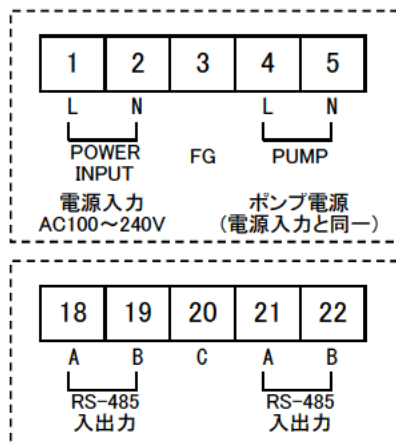 1 2 3 4 5
L N L N
POWER INPUT FG PUMP
電源入力 ポンプ電源
AC100～240V (電源入力と同一)
18 19 20 21 22
A B C A B
RS-485 RS-485
入出力 入出力